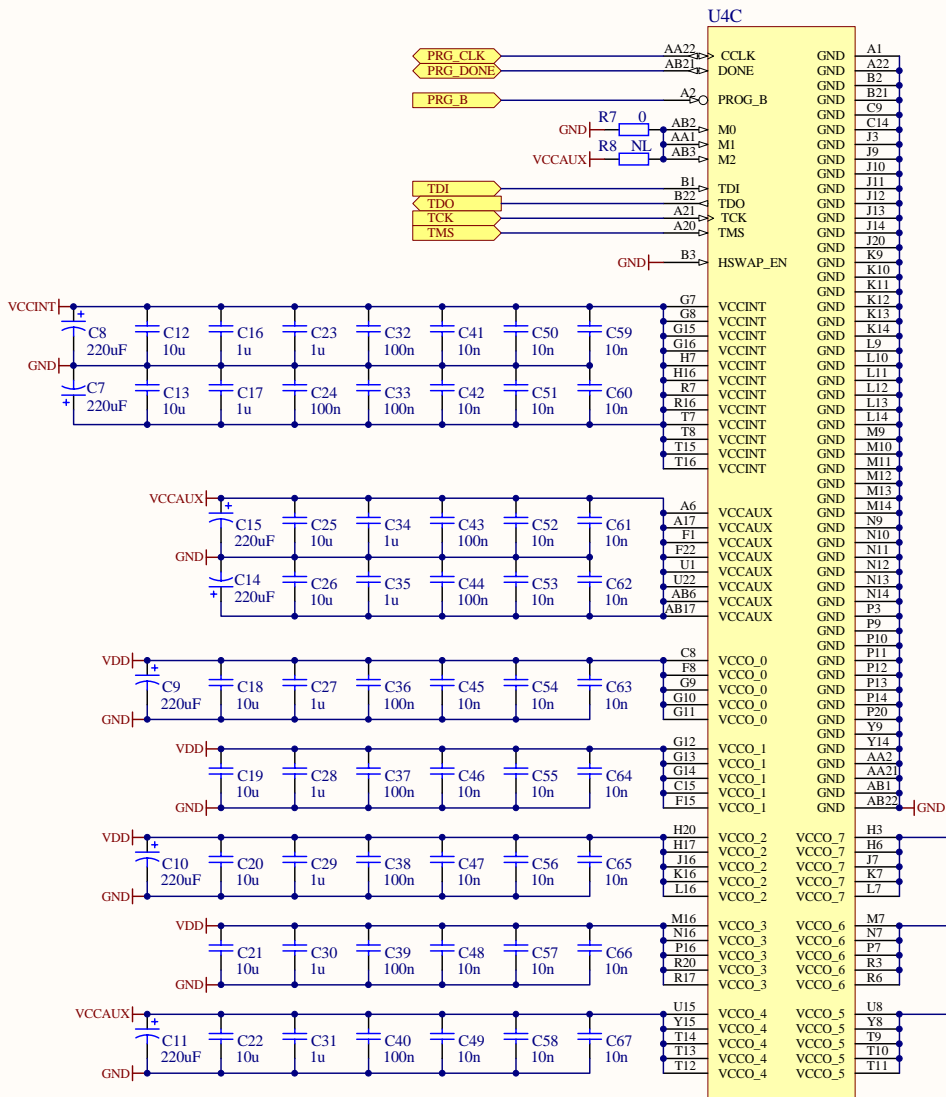 U4C
PRG_CLK AA22 CCLK GND A1
PRG_DONE AB21 DONE GND A22
GND B2
PRG_B A2 PROG_B GND B21
GND C9
GND R7 0 AB2 M0 GND C14
AA1 M1 GND J3
VCCAUX R8 NL AB3 M2 GND J9
GND J10
TDI B1 TDI GND J11
TDO B22 TDO GND J12
TCK A21 TCK GND J13
TMS A20 TMS GND J14
GND J20
GND B3 HSWAP_EN GND K9
GND K10
GND K11
VCCINT G7 VCCINT GND K12
G8 VCCINT GND K13
C8 C12 C16 C23 C32 C41 C50 C59 G15 VCCINT GND K14
220uF 10u 1u 1u 100n 10n 10n 10n G16 VCCINT GND L9
GND H7 VCCINT GND L10
H16 VCCINT GND L11
C7 C13 C17 C24 C33 C42 C51 C60 R7 VCCINT GND L12
220uF 10u 1u 100n 100n 10n 10n 10n R16 VCCINT GND L13
T7 VCCINT GND L14
T8 VCCINT GND M9
T15 VCCINT GND M10
T16 VCCINT GND M11
GND M12
VCCAUX GND M13
A6 VCCAUX GND M14
C15 C25 C34 C43 C52 C61 A17 VCCAUX GND N9
220uF 10u 1u 100n 10n 10n F1 VCCAUX GND N10
GND F22 VCCAUX GND N11
U1 VCCAUX GND N12
C14 C26 C35 C44 C53 C62 U22 VCCAUX GND N13
220uF 10u 1u 100n 10n 10n AB6 VCCAUX GND N14
AB17 VCCAUX GND P3
GND P9
GND P10
VDD C8 VCCO_0 GND P11
F8 VCCO_0 GND P12
C9 C18 C27 C36 C45 C54 C63 G9 VCCO_0 GND P13
220uF 10u 1u 100n 10n 10n 10n G10 VCCO_0 GND P14
GND G11 VCCO_0 GND P20
GND Y9
VDD G12 VCCO_1 GND Y14
G13 VCCO_1 GND AA2
C19 C28 C37 C46 C55 C64 G14 VCCO_1 GND AA21
10u 1u 100n 10n 10n 10n C15 VCCO_1 GND AB1
GND F15 VCCO_1 GND AB22 GND
VDD H20 VCCO_2 VCCO_7 H3
H17 VCCO_2 VCCO_7 H6
C10 C20 C29 C38 C47 C56 C65 J16 VCCO_2 VCCO_7 J7
220uF 10u 1u 100n 10n 10n 10n K16 VCCO_2 VCCO_7 K7
GND L16 VCCO_2 VCCO_7 L7
VDD M16 VCCO_3 VCCO_6 M7
N16 VCCO_3 VCCO_6 N7
C21 C30 C39 C48 C57 C66 P16 VCCO_3 VCCO_6 P7
10u 1u 100n 10n 10n 10n R20 VCCO_3 VCCO_6 R3
GND R17 VCCO_3 VCCO_6 R6
VCCAUX U15 VCCO_4 VCCO_5 U8
Y15 VCCO_4 VCCO_5 Y8
C11 C22 C31 C40 C49 C58 C67 T14 VCCO_4 VCCO_5 T9
220uF 10u 1u 100n 10n 10n 10n T13 VCCO_4 VCCO_5 T10
GND T12 VCCO_4 VCCO_5 T11